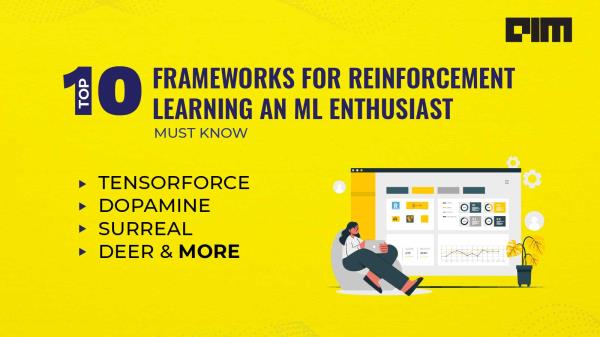 AIM
TOP 10 FRAMEWORKS FOR REINFORCEMENT
LEARNING AN ML ENTHUSIAST
MUST KNOW
TENSORFORCE
DOPAMINE
SURREAL
DEER & MORE